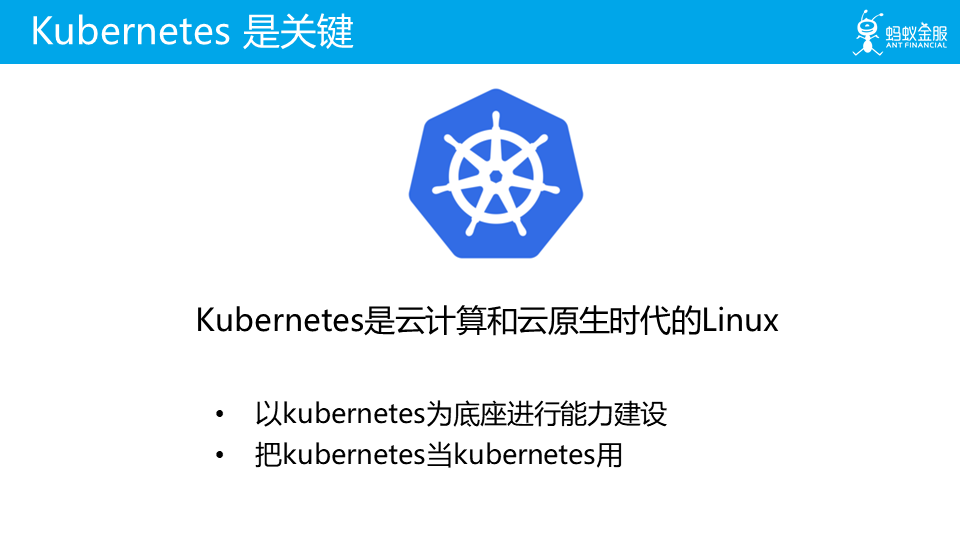 Kubernetes 是关键
蚂蚁金服
ANT FINANCIAL
Kubernetes是云计算和云原生时代的Linux
• 以kubernetes为底座进行能力建设
• 把kubernetes当kubernetes用